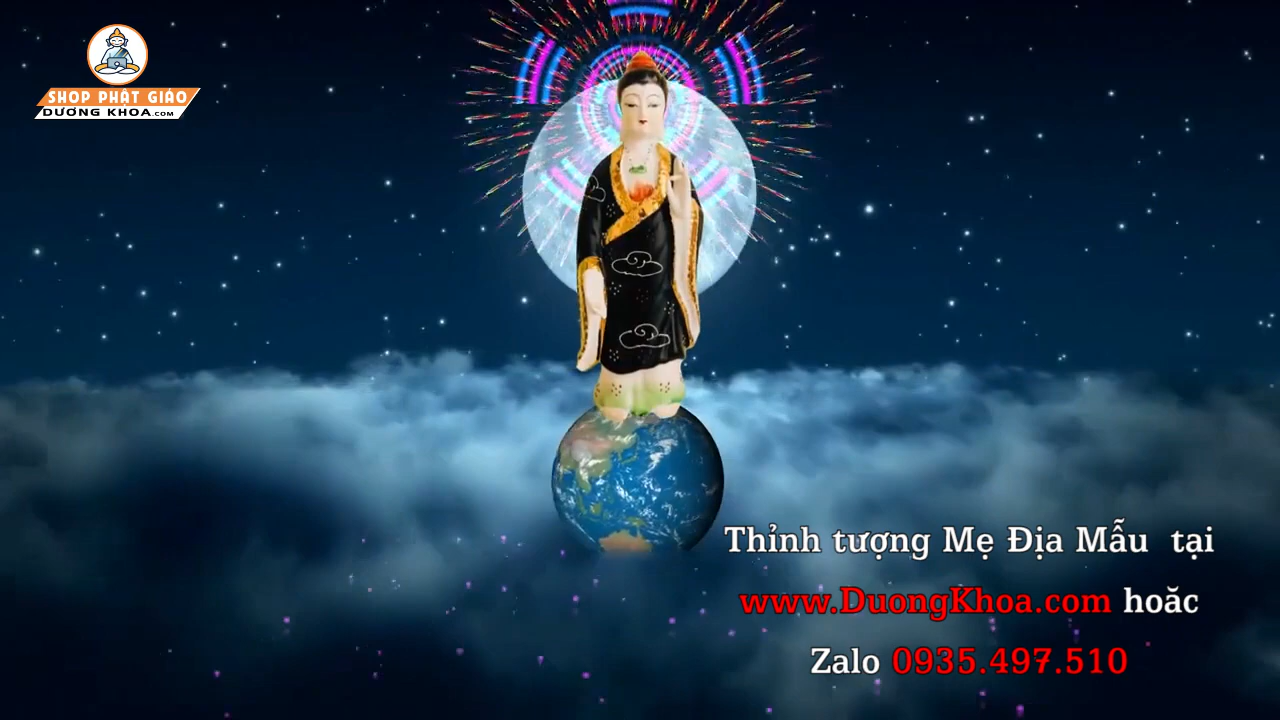 SHOP PHẬT GIÁO
DƯƠNG KHOA.com
Thỉnh tượng Mẹ Địa Mẫu tại
www.DuongKhoa.com hoăc
Zalo 0935.497.510